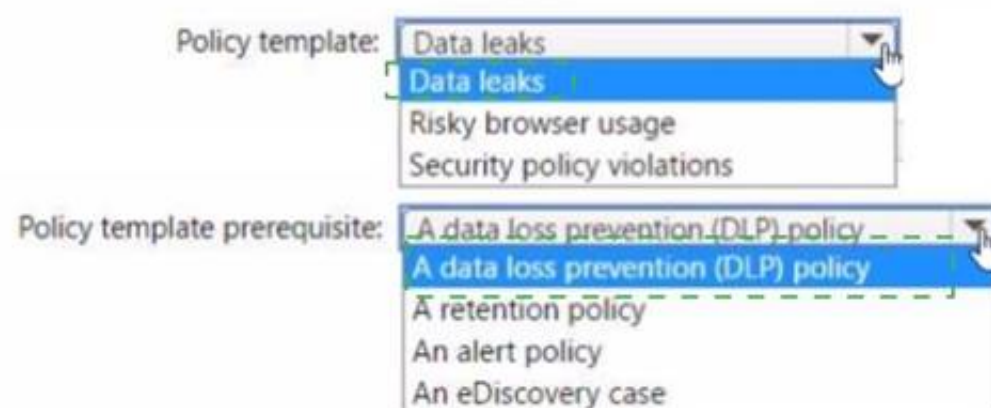 Policy template: Data leaks
Data leaks
Risky browser usage
Security policy violations
Policy template prerequisite: A data loss prevention (DLP) policy
A data loss prevention (DLP) policy
A retention policy
An alert policy
An eDiscovery case